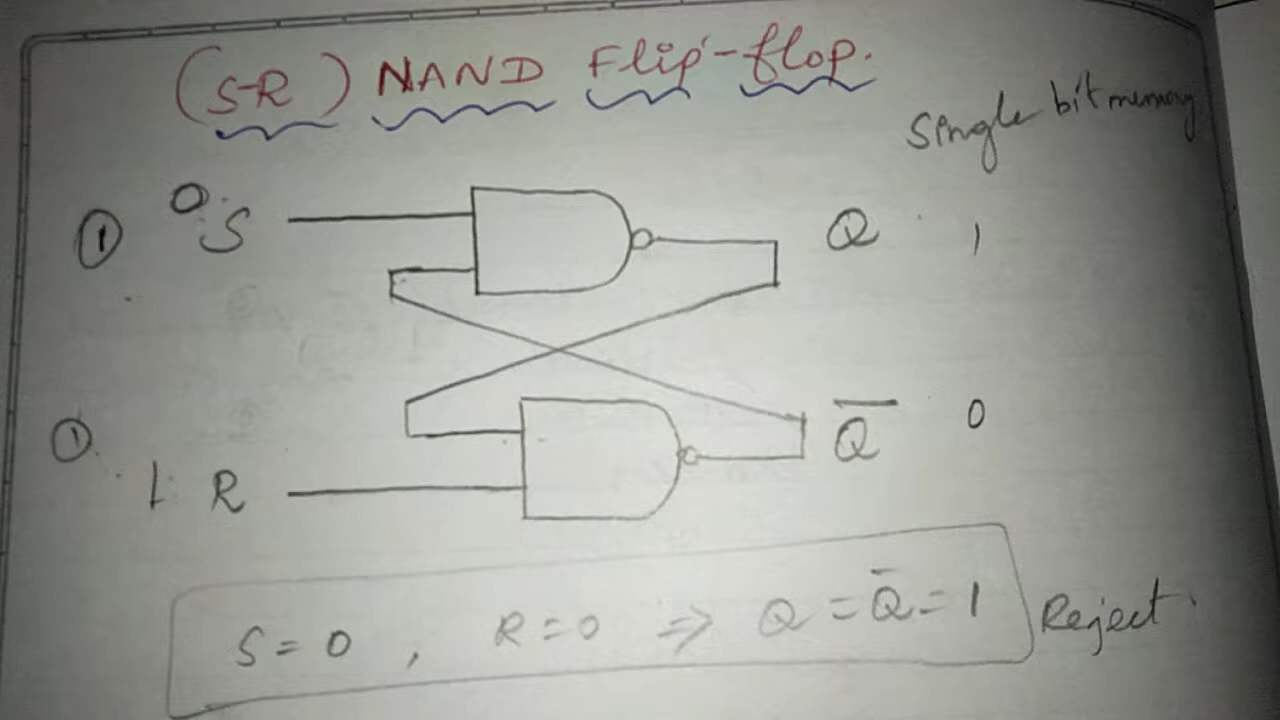 (S-R) NAND Flip-flop.
Single bit memory
① 0 S Q 1
① 1 R Q̅ 0
S = 0 , R = 0 ⇒ Q = Q̅ = 1 Reject